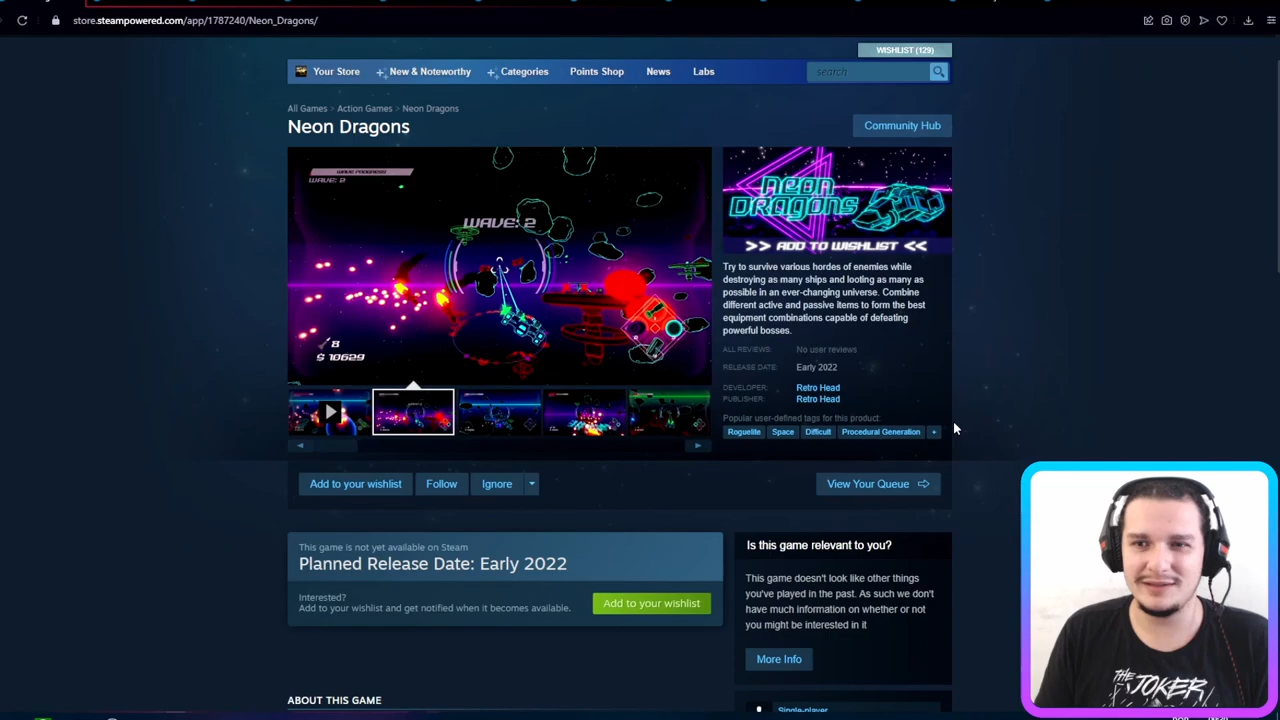 store.steampowered.com/app/1787240/Neon_Dragons/
WISHLIST (129)
Your Store
New & Noteworthy
Categories
Points Shop
News
Labs
search
All Games > Action Games > Neon Dragons
Neon Dragons
Community Hub
WAVE PROGRESS
WAVE: 2
WAVE: 2
8
$ 10629
NEON
DRAGONS
>> ADD TO WISHLIST <<
Try to survive various hordes of enemies while
destroying as many ships and looting as many as
possible in an ever-changing universe. Combine
different active and passive items to form the best
equipment combinations capable of defeating
powerful bosses.
ALL REVIEWS: No user reviews
RELEASE DATE: Early 2022
DEVELOPER: Retro Head
PUBLISHER: Retro Head
Popular user-defined tags for this product:
Roguelite Space Difficult Procedural Generation +
Add to your wishlist
Follow
Ignore
View Your Queue
This game is not yet available on Steam
Planned Release Date: Early 2022
Interested?
Add to your wishlist and get notified when it becomes available.
Add to your wishlist
Is this game relevant to you?
This game doesn't look like other things
you've played in the past. As such we don't
have much information on whether or not
you might be interested in it
More Info
ABOUT THIS GAME
Single-player
THE
JOKER